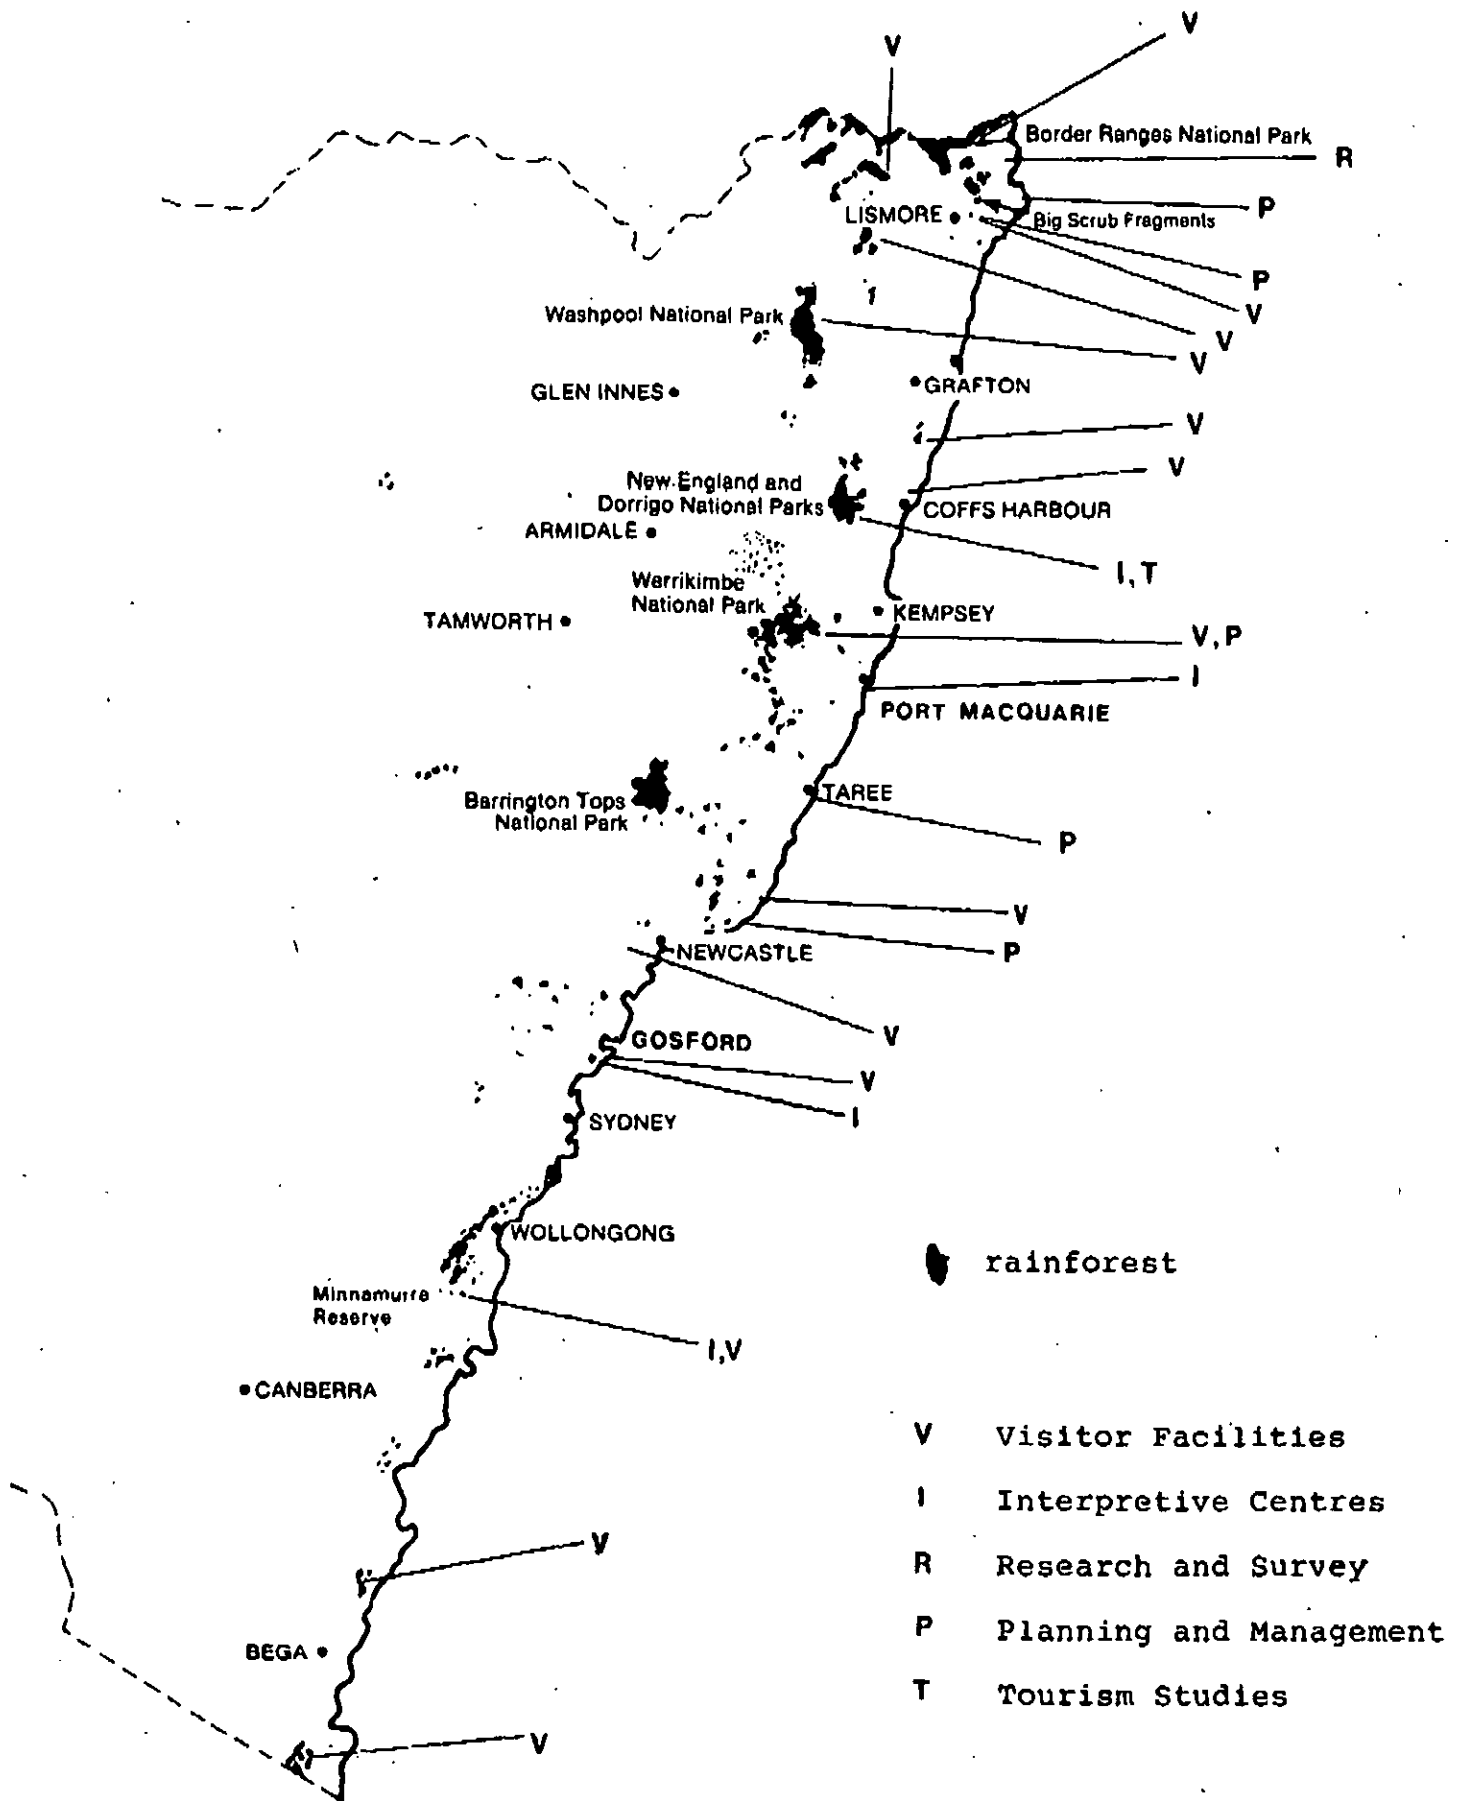 V
V
Border Ranges National Park
R
P
LISMORE
Big Scrub Fragments
P
V
V
V
Washpool National Park
GLEN INNES
GRAFTON
V
V
New England and
Dorrigo National Parks
COFFS HARBOUR
ARMIDALE
I,T
Werrikimbe
National Park
TAMWORTH
KEMPSEY
V,P
I
PORT MACQUARIE
Barrington Tops
National Park
TAREE
P
V
P
NEWCASTLE
V
GOSFORD
V
I
SYDNEY
WOLLONGONG
rainforest
Minnamurra
Reserve
I,V
CANBERRA
V Visitor Facilities
I Interpretive Centres
R Research and Survey
P Planning and Management
T Tourism Studies
V
BEGA
V